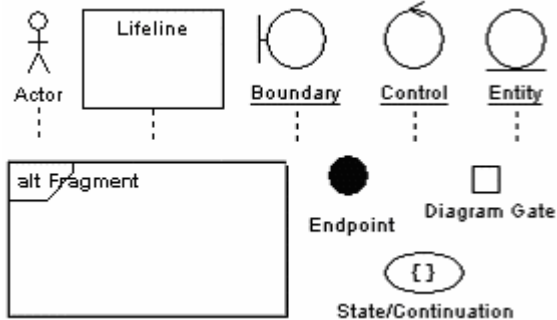 Lifeline
Actor
Boundary
Control
Entity
alt Fragment
Endpoint
Diagram Gate
{}
State/Continuation